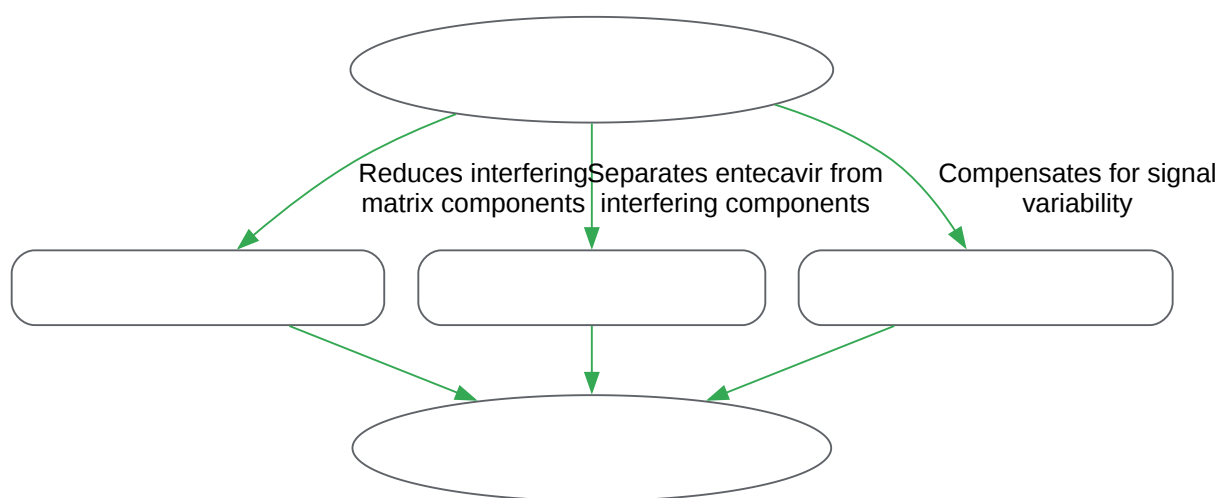 Reduces interfering
matrix components
Separates entecavir from
interfering components
Compensates for signal
variability